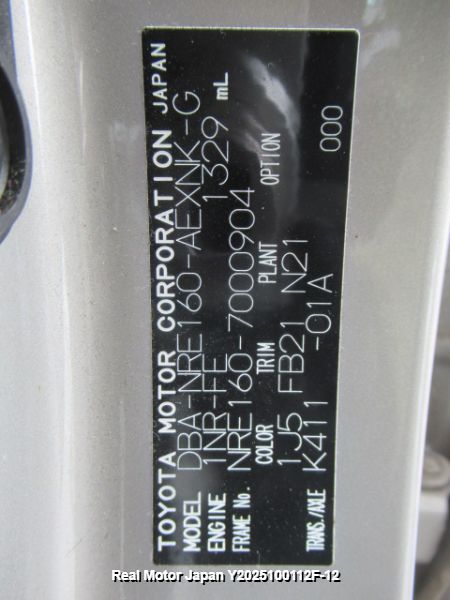 TOYOTA MOTOR CORPORATION JAPAN
MODEL DBA-NRE160-AEXNK-G
ENGINE 1NR-FE 1329 mL
FRAME No. NRE160-7000904
COLOR TRIM PLANT OPTION
1J5 FB21 N21 000
TRANS./AXLE K411 -01A
Real Motor Japan Y2025100112F-12